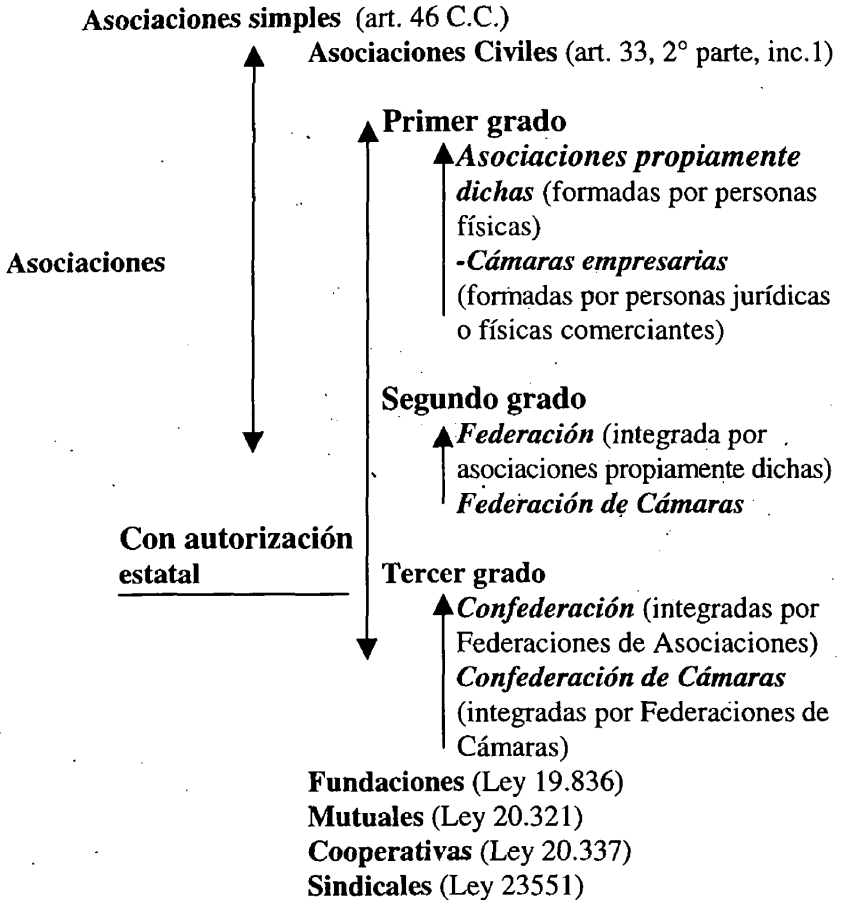 Asociaciones simples (art. 46 C.C.)
Asociaciones Civiles (art. 33, 2° parte, inc.1)
Primer grado
Asociaciones propiamente
dichas (formadas por personas
físicas)
-Cámaras empresarias
(formadas por personas jurídicas
o físicas comerciantes)
Asociaciones
Segundo grado
Federación (integrada por
asociaciones propiamente dichas)
Federación de Cámaras
Con autorización
estatal
Tercer grado
Confederación (integradas por
Federaciones de Asociaciones)
Confederación de Cámaras
(integradas por Federaciones de
Cámaras)
Fundaciones (Ley 19.836)
Mutuales (Ley 20.321)
Cooperativas (Ley 20.337)
Sindicales (Ley 23551)